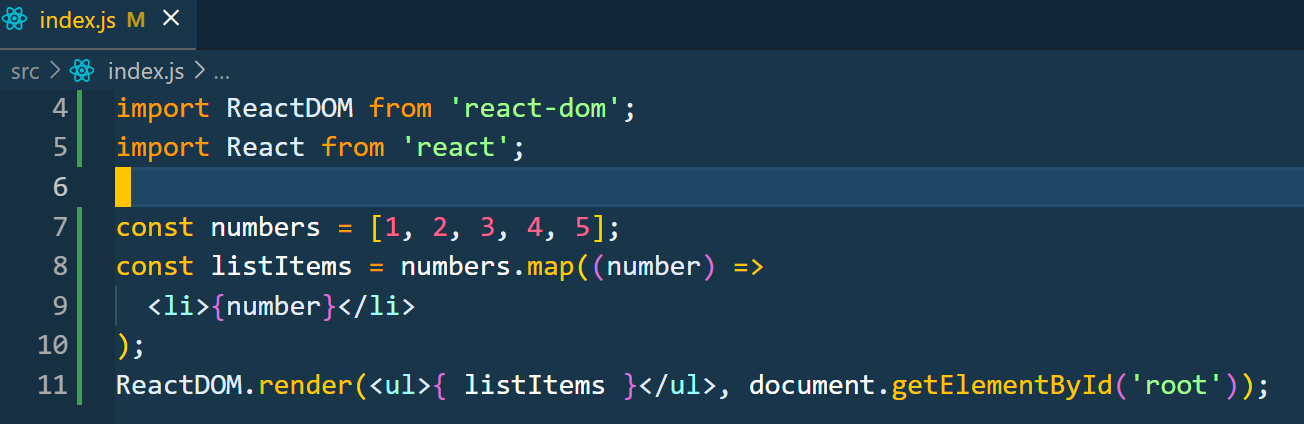 index.js M
src > index.js > ...
4 import ReactDOM from 'react-dom';
5 import React from 'react';
6
7 const numbers = [1, 2, 3, 4, 5];
8 const listItems = numbers.map((number) =>
9   <li>{number}</li>
10 );
11 ReactDOM.render(<ul>{ listItems }</ul>, document.getElementById('root'));